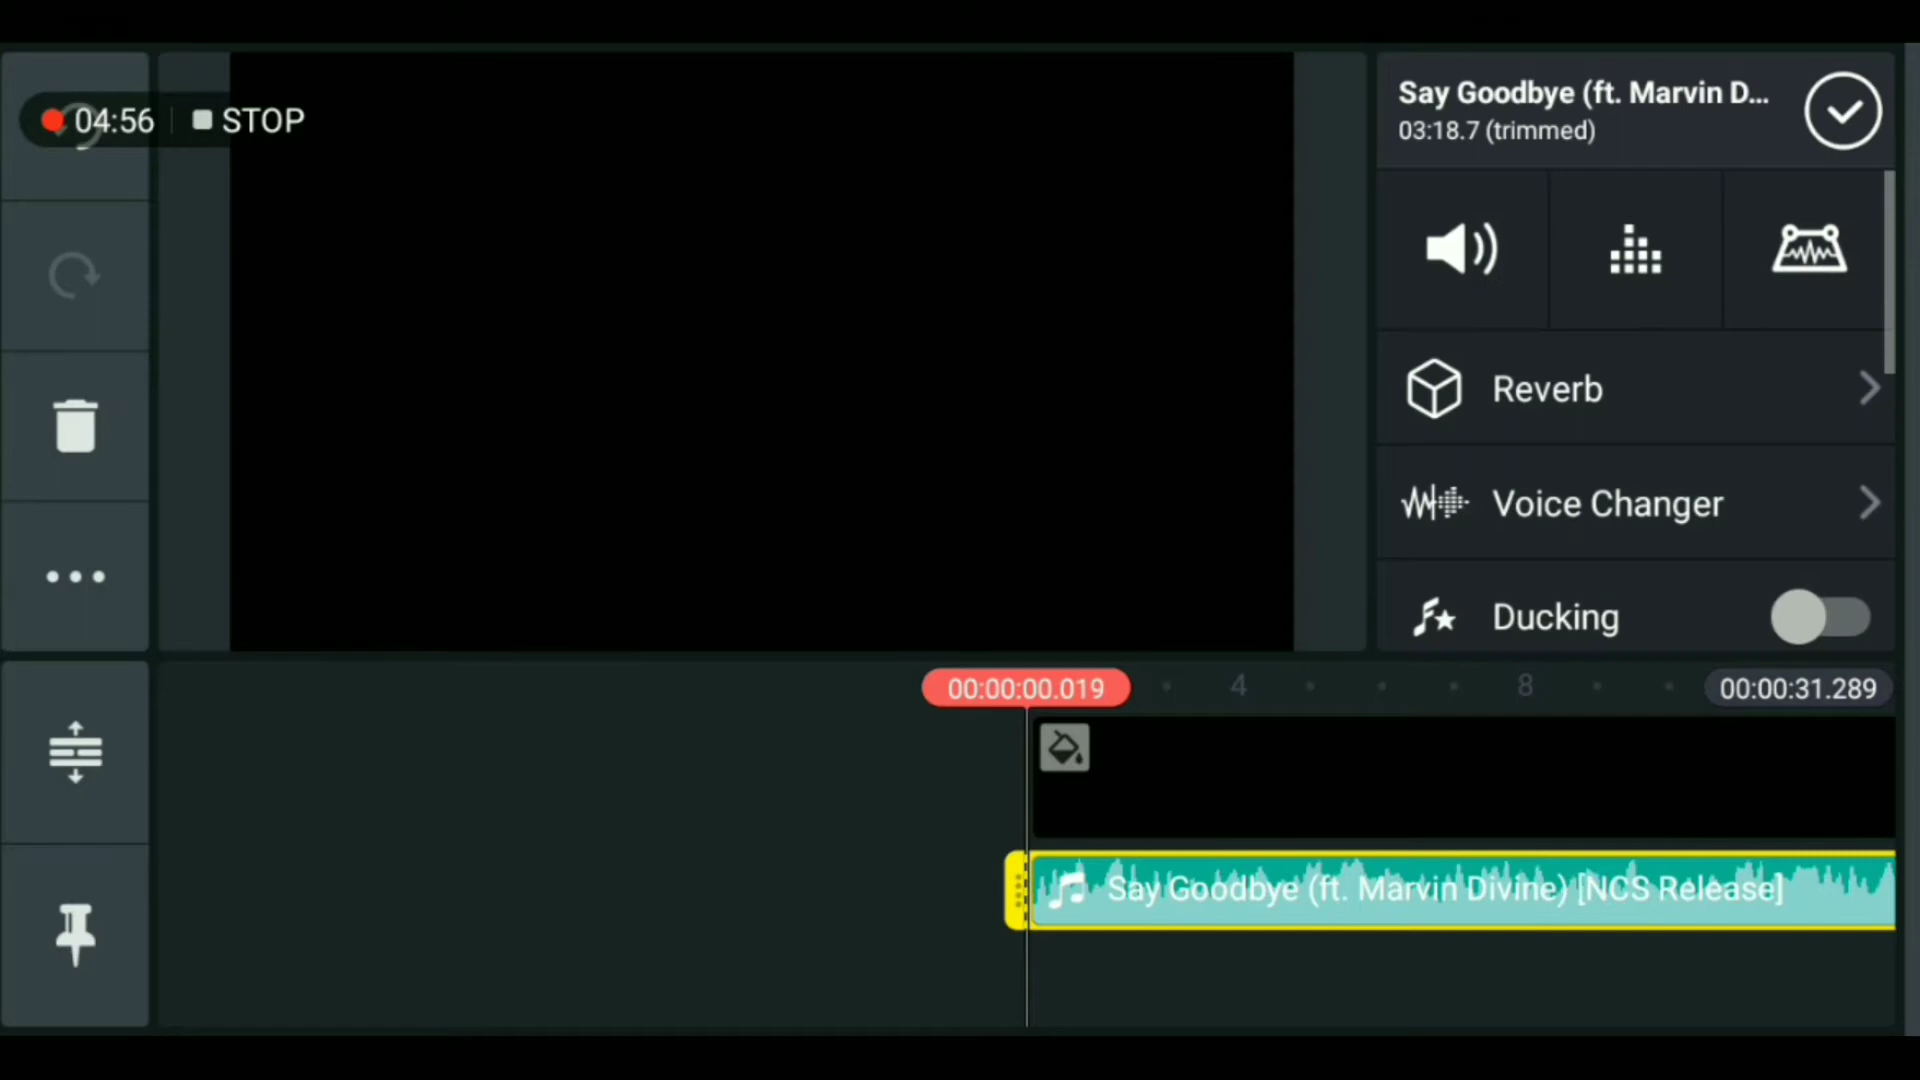 04:56 STOP
Say Goodbye (ft. Marvin D...
03:18.7 (trimmed)
Reverb
Voice Changer
Ducking
00:00:00.019 4 8 00:00:31.289
Say Goodbye (ft. Marvin Divine) [NCS Release]